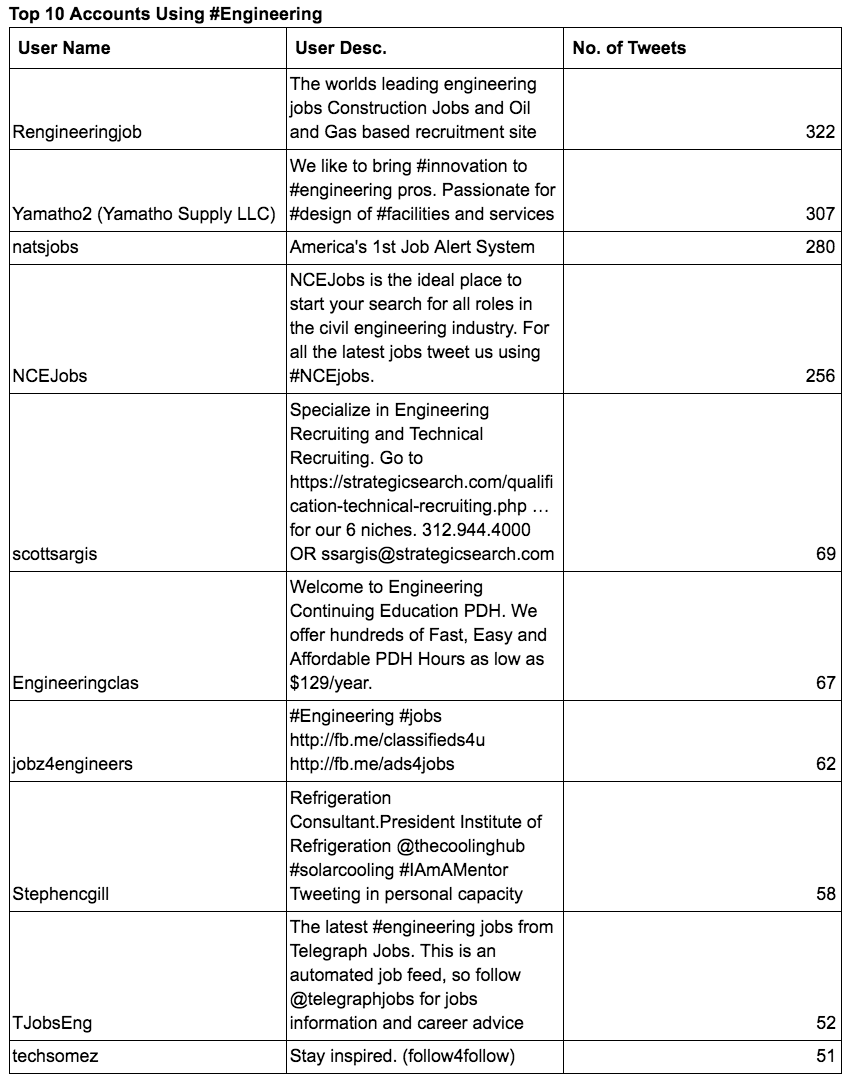 Top 10 Accounts Using #Engineering
User Name User Desc. No. of Tweets
The worlds leading engineering
jobs Construction Jobs and Oil
Rengineeringjob and Gas based recruitment site 322
We like to bring #innovation to
#engineering pros. Passionate for
Yamatho2 (Yamatho Supply LLC) #design of #facilities and services 307
natsjobs America's 1st Job Alert System 280
NCEJobs is the ideal place to
start your search for all roles in
the civil engineering industry. For
all the latest jobs tweet us using
NCEJobs #NCEjobs. 256
Specialize in Engineering
Recruiting and Technical
Recruiting. Go to
https://strategicsearch.com/qualifi
cation-technical-recruiting.php …
for our 6 niches. 312.944.4000
scottsargis OR ssargis@strategicsearch.com 69
Welcome to Engineering
Continuing Education PDH. We
offer hundreds of Fast, Easy and
Affordable PDH Hours as low as
Engineeringclas $129/year. 67
#Engineering #jobs
http://fb.me/classifieds4u
jobz4engineers http://fb.me/ads4jobs 62
Refrigeration
Consultant.President Institute of
Refrigeration @thecoolinghub
#solarcooling #IAmAMentor
Stephencgill Tweeting in personal capacity 58
The latest #engineering jobs from
Telegraph Jobs. This is an
automated job feed, so follow
@telegraphjobs for jobs
TJobsEng information and career advice 52
techsomez Stay inspired. (follow4follow) 51